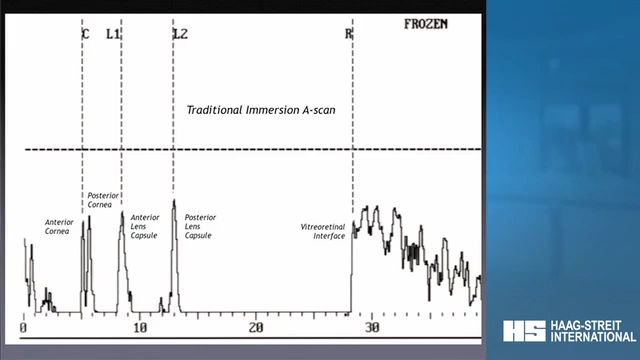 FROZEN
C L1 L2 R
Traditional Immersion A-scan
Posterior
Cornea
Anterior
Cornea
Anterior
Lens
Capsule
Posterior
Lens
Capsule
Vitreoretinal
Interface
0 10 20 30
HS HAAG-STREIT
INTERNATIONAL